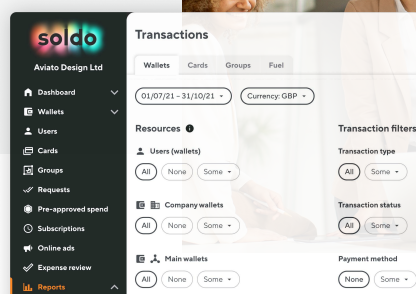 soldo
Aviato Design Ltd
Dashboard
Wallets
Users
Cards
Groups
Requests
Pre-approved spend
Subscriptions
Online ads
Expense review
Reports
Transactions
Wallets Cards Groups Fuel
01/07/21 – 31/10/21 Currency: GBP
Resources
Users (wallets)
All None Some
Company wallets
All None Some
Main wallets
All None Some
Transaction filters
Transaction type
All Some
Transaction status
All Some
Payment method
None Some